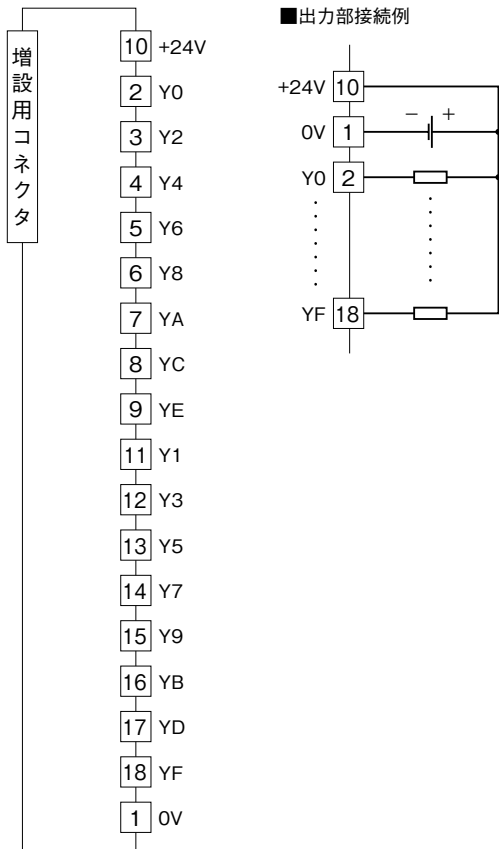 増設用コネクタ
10 +24V
2 Y0
3 Y2
4 Y4
5 Y6
6 Y8
7 YA
8 YC
9 YE
11 Y1
12 Y3
13 Y5
14 Y7
15 Y9
16 YB
17 YD
18 YF
1 0V
■出力部接続例
+24V 10
0V 1 − +
Y0 2
YF 18